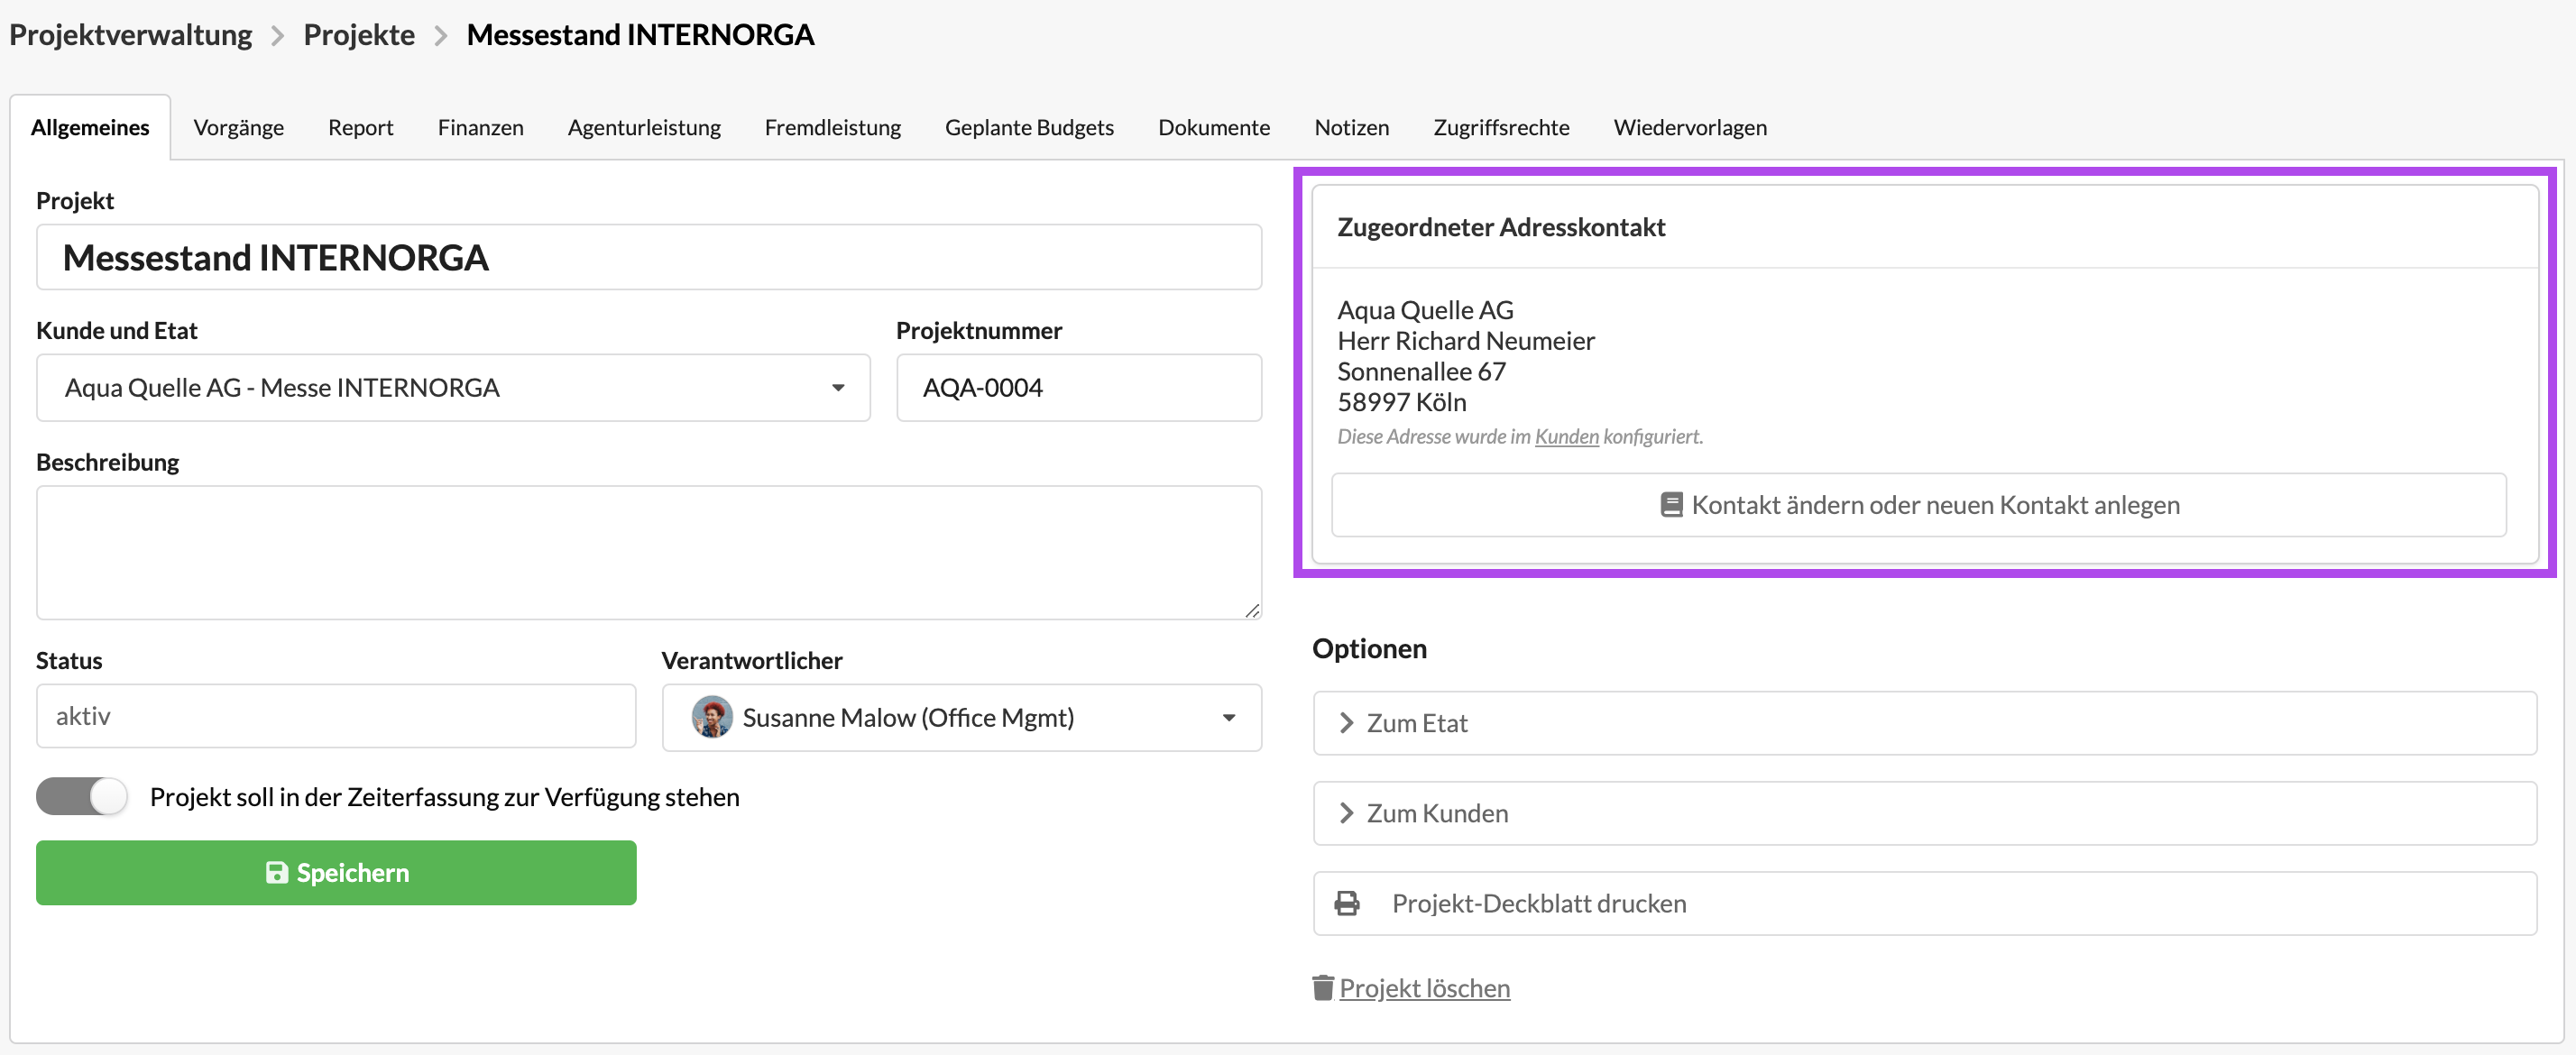 Projektverwaltung > Projekte > Messestand INTERNORGA
Allgemeines Vorgänge Report Finanzen Agenturleistung Fremdleistung Geplante Budgets Dokumente Notizen Zugriffsrechte Wiedervorlagen
Projekt
Messestand INTERNORGA
Kunde und Etat
Projektnummer
Aqua Quelle AG - Messe INTERNORGA
AQA-0004
Beschreibung
Status
Verantwortlicher
aktiv
Susanne Malow (Office Mgmt)
Projekt soll in der Zeiterfassung zur Verfügung stehen
Speichern
Zugeordneter Adresskontakt
Aqua Quelle AG
Herr Richard Neumeier
Sonnenallee 67
58997 Köln
Diese Adresse wurde im Kunden konfiguriert.
Kontakt ändern oder neuen Kontakt anlegen
Optionen
Zum Etat
Zum Kunden
Projekt-Deckblatt drucken
Projekt löschen